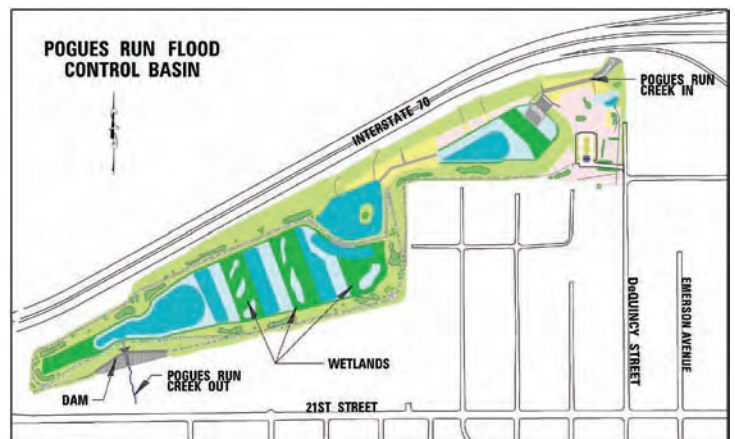 POGUES RUN FLOOD
CONTROL BASIN
INTERSTATE 70
POGUES RUN
CREEK IN
DeQUINCY STREET
EMERSON AVENUE
WETLANDS
POGUES RUN
CREEK OUT
DAM
21ST STREET